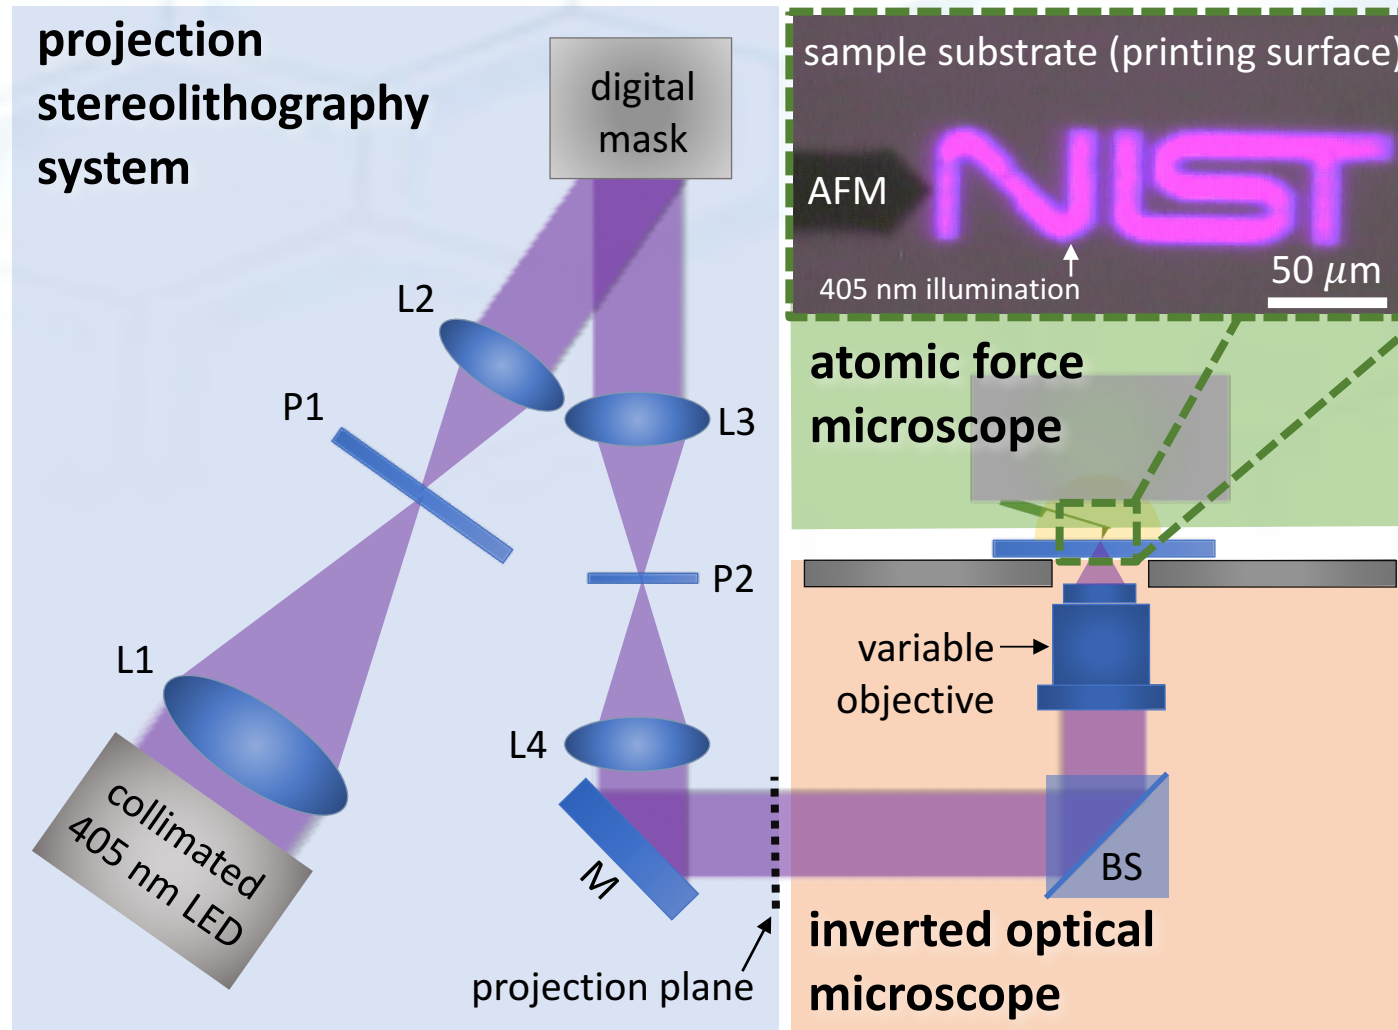 projection
stereolithography
system
digital
mask
L2
P1
L3
P2
L1
L4
collimated
405 nm LED
M
projection plane
sample substrate (printing surface)
AFM
NIST
405 nm illumination
50 μm
atomic force
microscope
variable
objective
BS
inverted optical
microscope